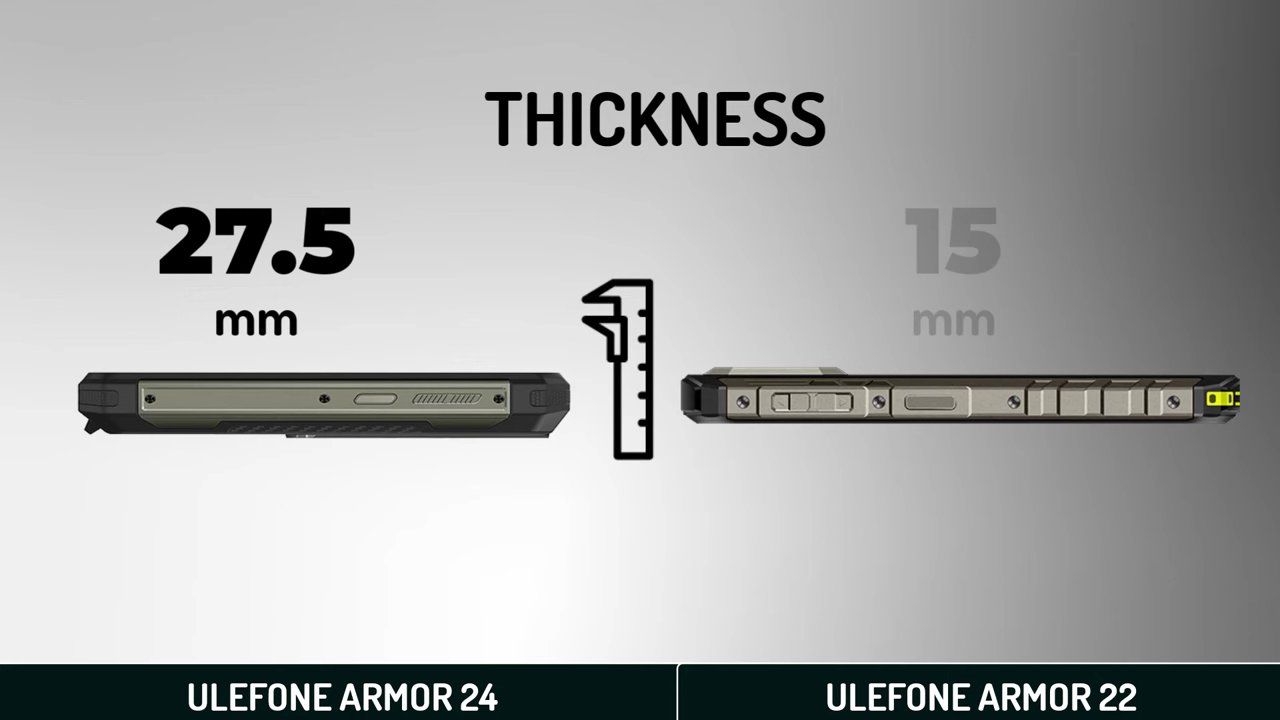 THICKNESS
27.5
mm
15
mm
ULEFONE ARMOR 24
ULEFONE ARMOR 22